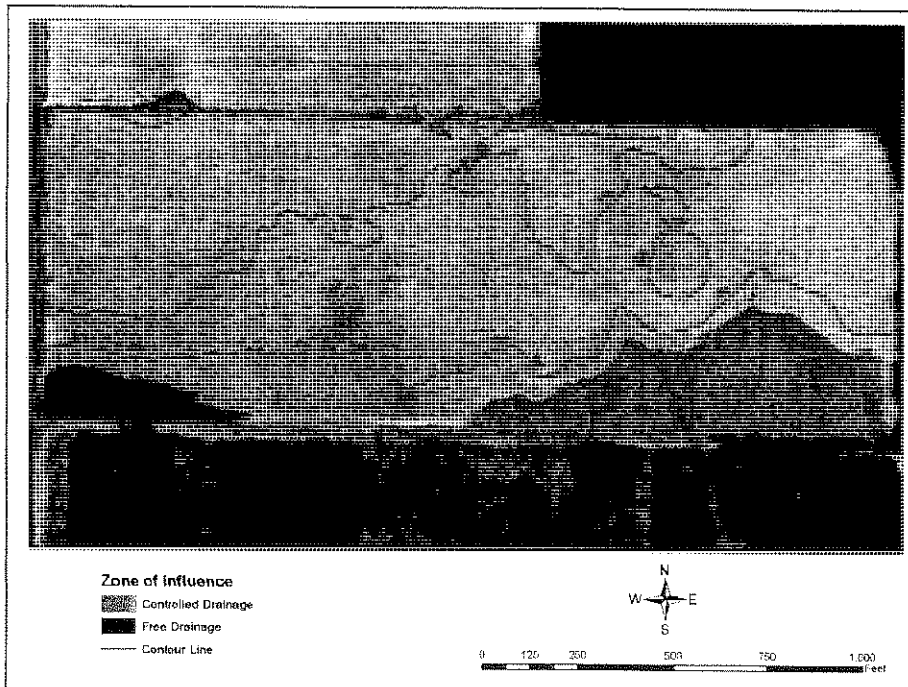 Zone of Influence
Controlled Drainage
Free Drainage
Contour Line
N
W E
S
0 125 250 500 750 1,000
Feet